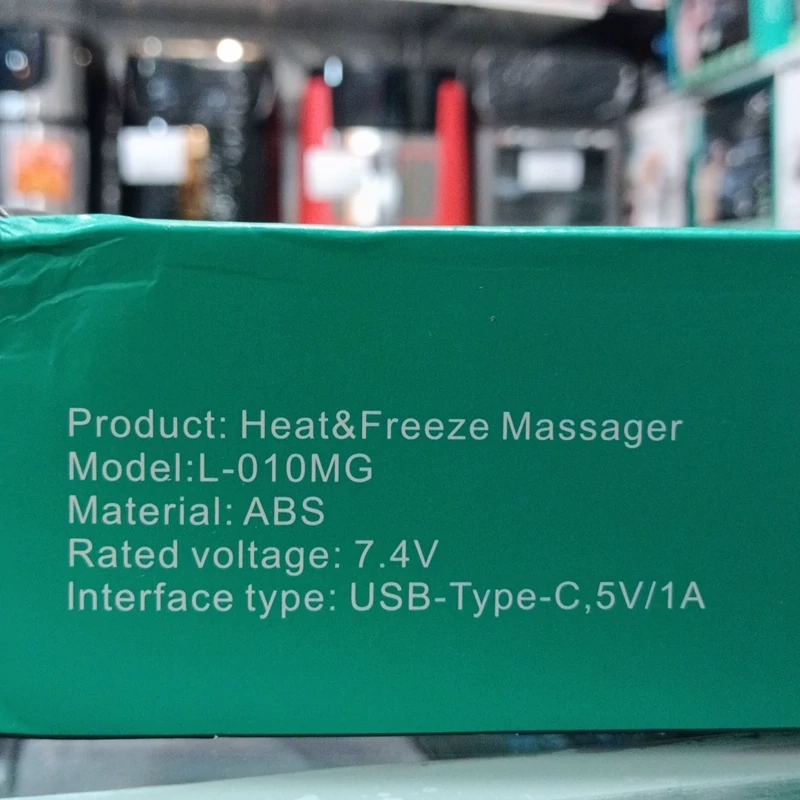 Product: Heat&Freeze Massager
Model:L-010MG
Material: ABS
Rated voltage: 7.4V
Interface type: USB-Type-C,5V/1A